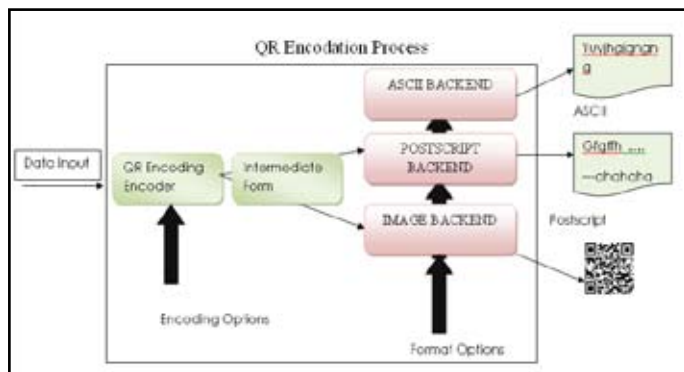 QR Encodation Process
ASCII BACKEND
ASCII
Data Input
QR Encoding
Encoder
Intermediate
Form
POSTSCRIPT
BACKEND
IMAGE BACKEND
Postscript
Encoding Options
Format Options